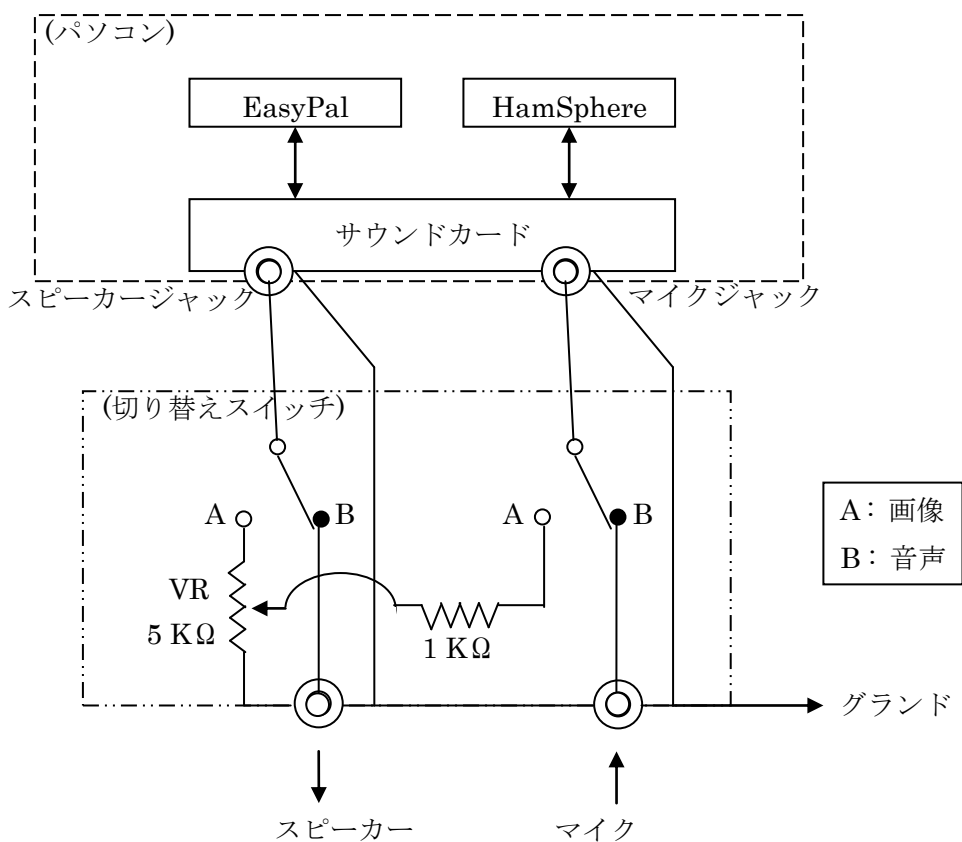 (パソコン)
EasyPal
HamSphere
サウンドカード
スピーカージャック
マイクジャック
(切り替えスイッチ)
A
B
A
B
VR
5 KΩ
1 KΩ
A：画像
B：音声
グランド
スピーカー
マイク